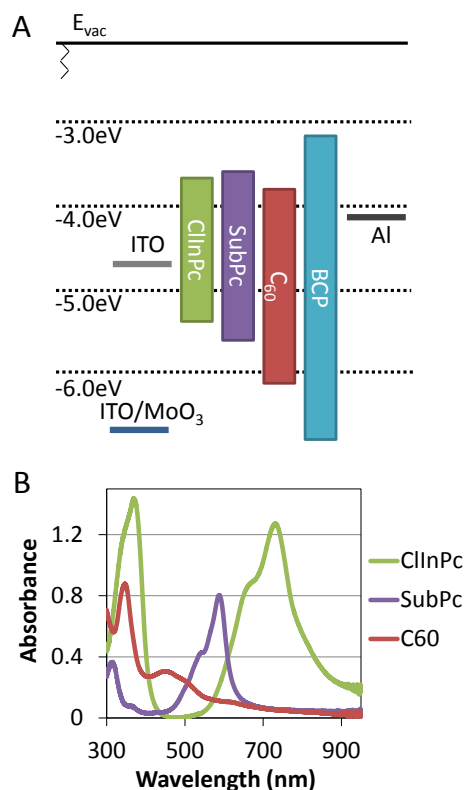 A
Evac
-3.0eV
-4.0eV
ITO
ClInPc
SubPc
C60
BCP
Al
-5.0eV
-6.0eV
ITO/MoO3
B
Absorbance
1.2
0.8
0.4
0
300
500
700
900
Wavelength (nm)
ClInPc
SubPc
C60